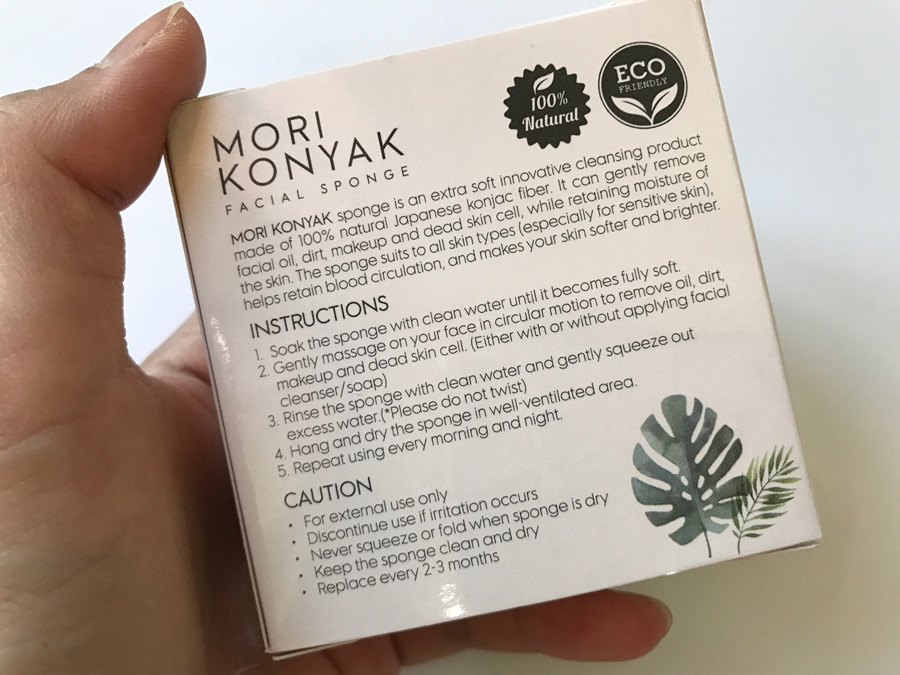 100%
Natural
ECO
FRIENDLY
MORI
KONYAK
FACIAL SPONGE
MORI KONYAK sponge is an extra soft innovative cleansing product
made of 100% natural Japanese konjac fiber. It can gently remove
facial oil, dirt, makeup and dead skin cell, while retaining moisture of
the skin. The sponge suits to all skin types (especially for sensitive skin),
helps retain blood circulation, and makes your skin softer and brighter.
INSTRUCTIONS
1. Soak the sponge with clean water until it becomes fully soft.
2. Gently massage on your face in circular motion to remove oil, dirt,
makeup and dead skin cell. (Either with or without applying facial
cleanser/soap)
3. Rinse the sponge with clean water and gently squeeze out
excess water.(*Please do not twist)
4. Hang and dry the sponge in well-ventilated area.
5. Repeat using every morning and night.
CAUTION
• For external use only
• Discontinue use if irritation occurs
• Never squeeze or fold when sponge is dry
• Keep the sponge clean and dry
• Replace every 2-3 months